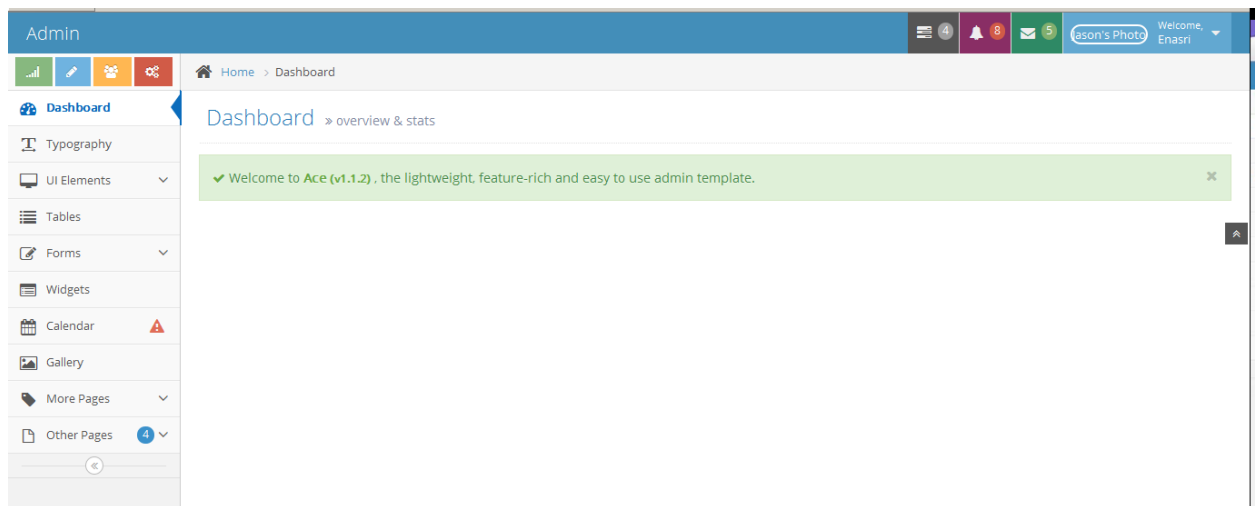 Admin
4
8
5
Jason's Photo
Welcome,
Enasri
Home > Dashboard
Dashboard
Typography
UI Elements
Tables
Forms
Widgets
Calendar
Gallery
More Pages
Other Pages 4
Dashboard » overview & stats
Welcome to Ace (v1.1.2) , the lightweight, feature-rich and easy to use admin template.